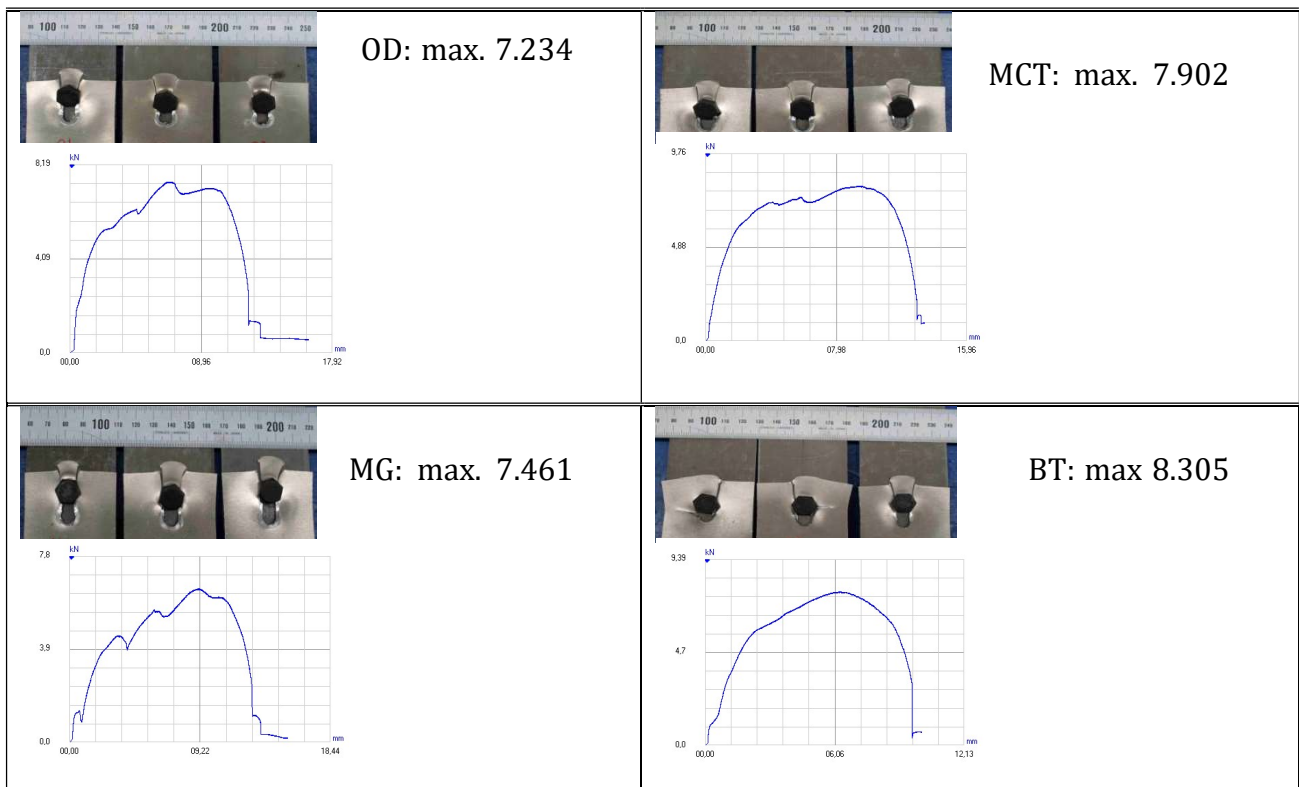 OD: max. 7.234
kN
8,19
4,09
0,0
00,00 08,96 17,92
mm
MCT: max. 7.902
kN
9,76
4,88
0,0
00,00 07,98 15,96
mm
MG: max. 7.461
kN
7,8
3,9
0,0
00,00 09,22 18,44
mm
BT: max 8.305
kN
9,39
4,7
0,0
00,00 06,06 12,13
mm